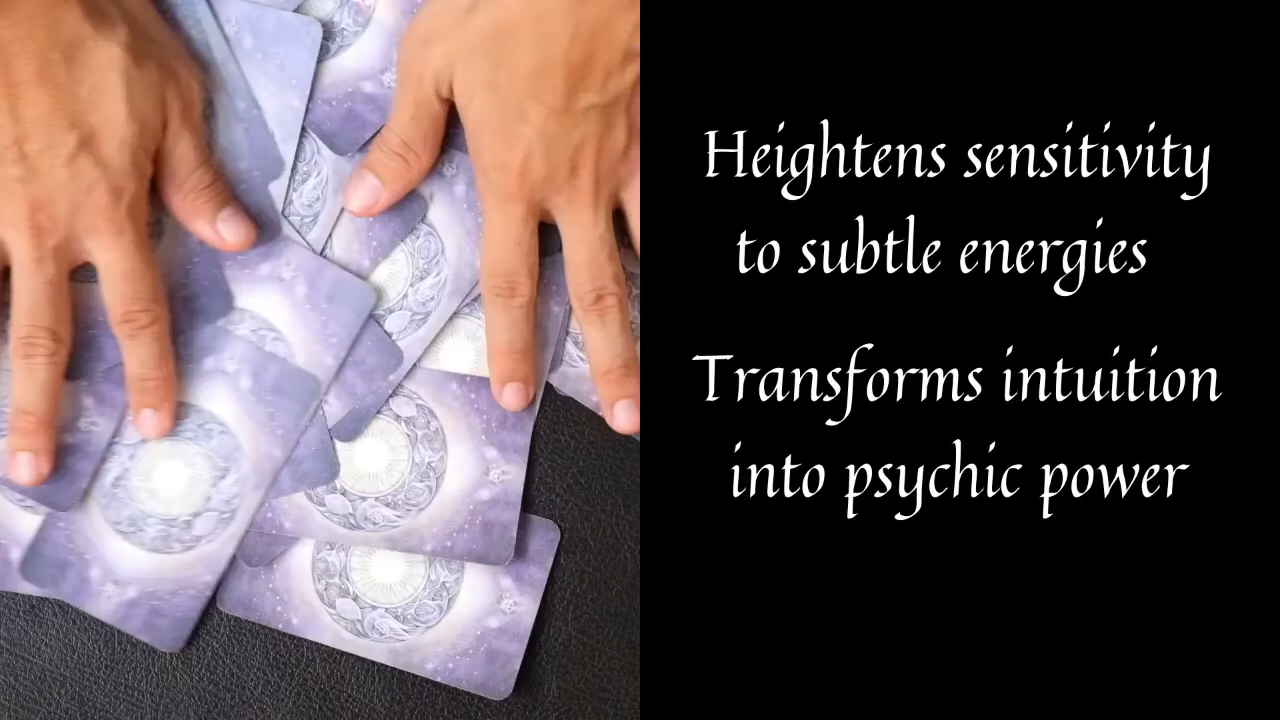 Heightens sensitivity
to subtle energies
Transforms intuition
into psychic power